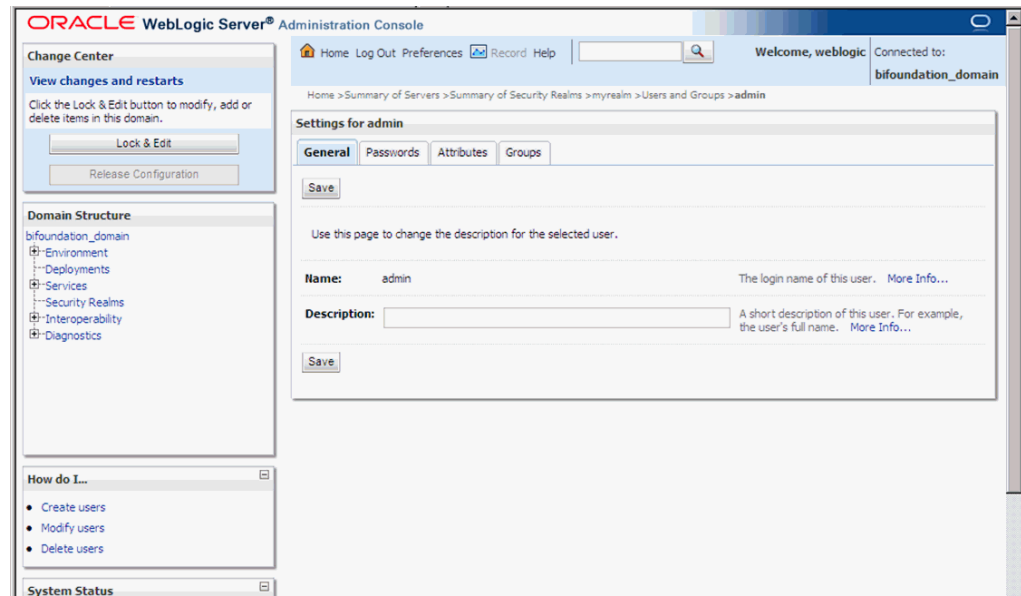 ORACLE WebLogic Server® Administration Console
Change Center
View changes and restarts
Click the Lock & Edit button to modify, add or
delete items in this domain.
Lock & Edit
Release Configuration
Domain Structure
bifoundation_domain
Environment
Deployments
Services
Security Realms
Interoperability
Diagnostics
How do I...
Create users
Modify users
Delete users
System Status
Home Log Out Preferences Record Help
Welcome, weblogic
Connected to:
bifoundation_domain
Home >Summary of Servers >Summary of Security Realms >myrealm >Users and Groups >admin
Settings for admin
General Passwords Attributes Groups
Save
Use this page to change the description for the selected user.
Name: admin The login name of this user. More Info...
Description: A short description of this user. For example,
the user's full name. More Info...
Save